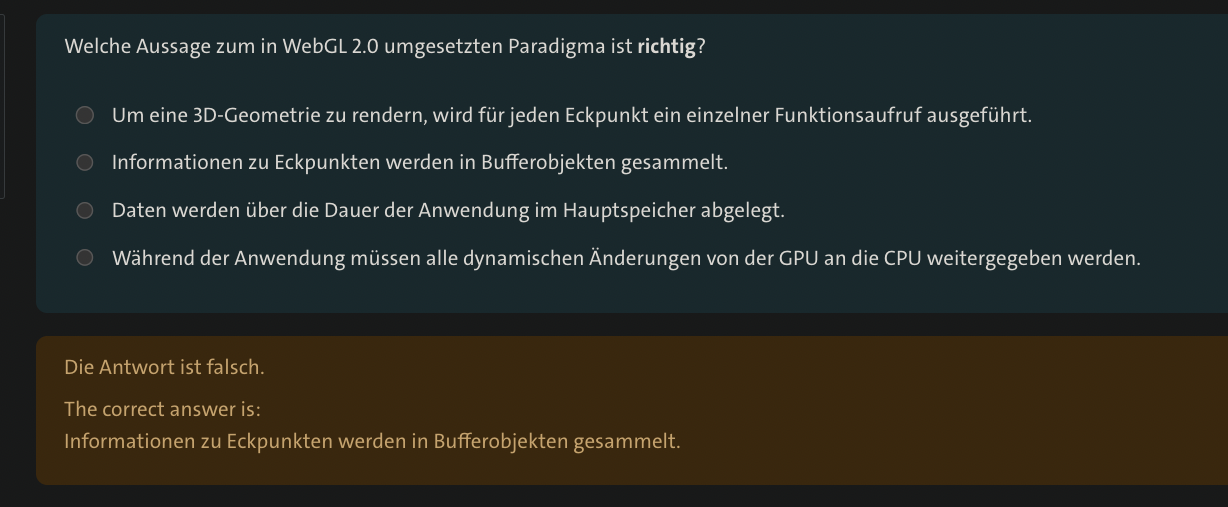 Welche Aussage zum in WebGL 2.0 umgesetzten Paradigma ist richtig?
Um eine 3D-Geometrie zu rendern, wird für jeden Eckpunkt ein einzelner Funktionsaufruf ausgeführt.
Informationen zu Eckpunkten werden in Bufferobjekten gesammelt.
Daten werden über die Dauer der Anwendung im Hauptspeicher abgelegt.
Während der Anwendung müssen alle dynamischen Änderungen von der GPU an die CPU weitergegeben werden.
Die Antwort ist falsch.
The correct answer is:
Informationen zu Eckpunkten werden in Bufferobjekten gesammelt.